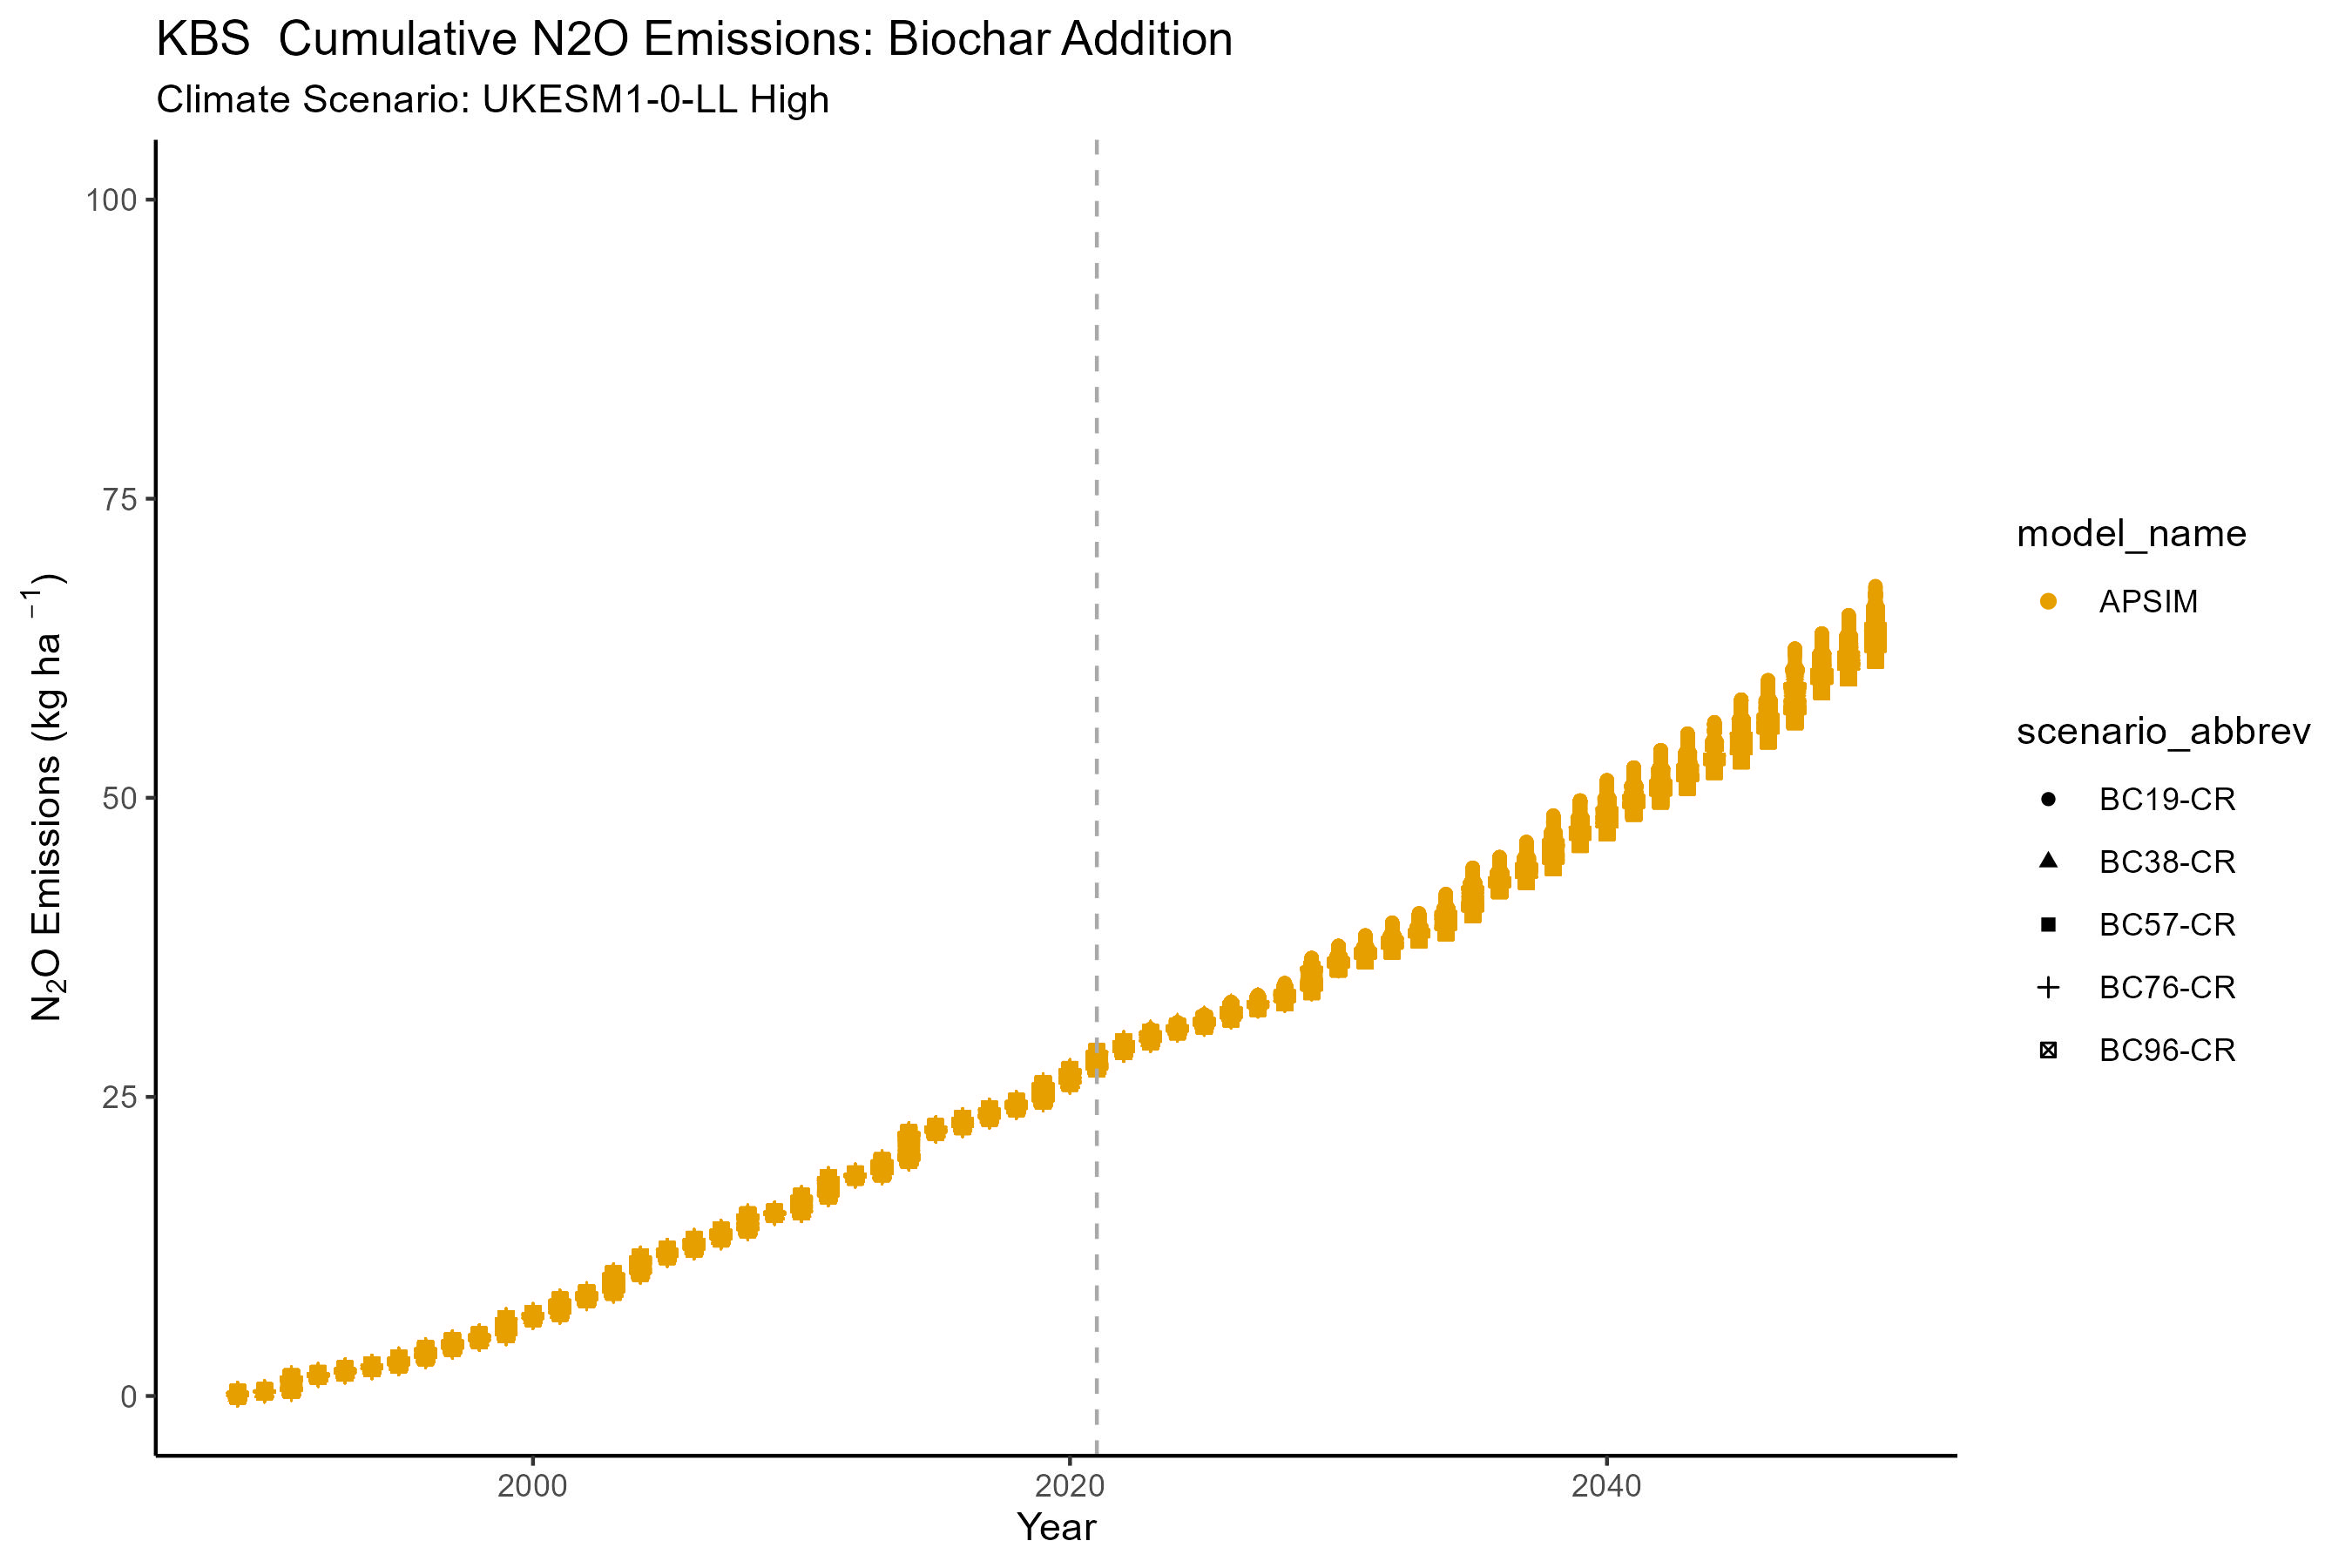 KBS  Cumulative N2O Emissions: Biochar Addition
Climate Scenario: UKESM1-0-LL High
N₂O Emissions (kg ha ⁻¹)
100
75
50
25
0
2000
2020
2040
Year
model_name
APSIM
scenario_abbrev
BC19-CR
BC38-CR
BC57-CR
BC76-CR
BC96-CR